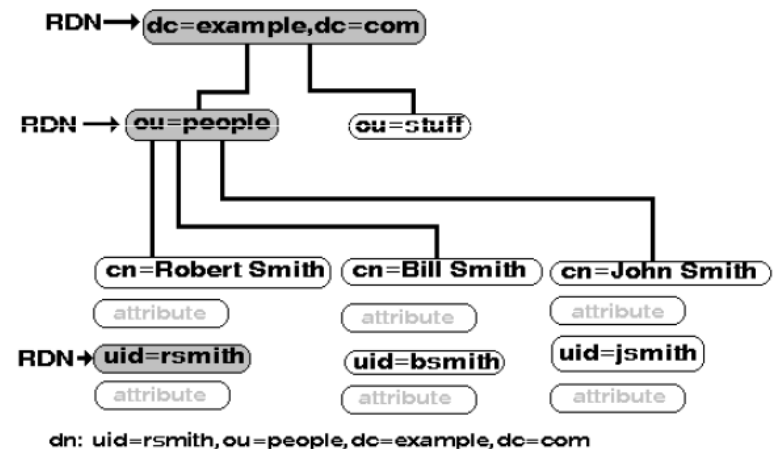 RDN dc=example,dc=com
RDN ou=people ou=stuff
cn=Robert Smith cn=Bill Smith cn=John Smith
attribute attribute attribute
RDN uid=rsmith uid=bsmith uid=jsmith
attribute attribute attribute
dn: uid=rsmith,ou=people,dc=example,dc=com